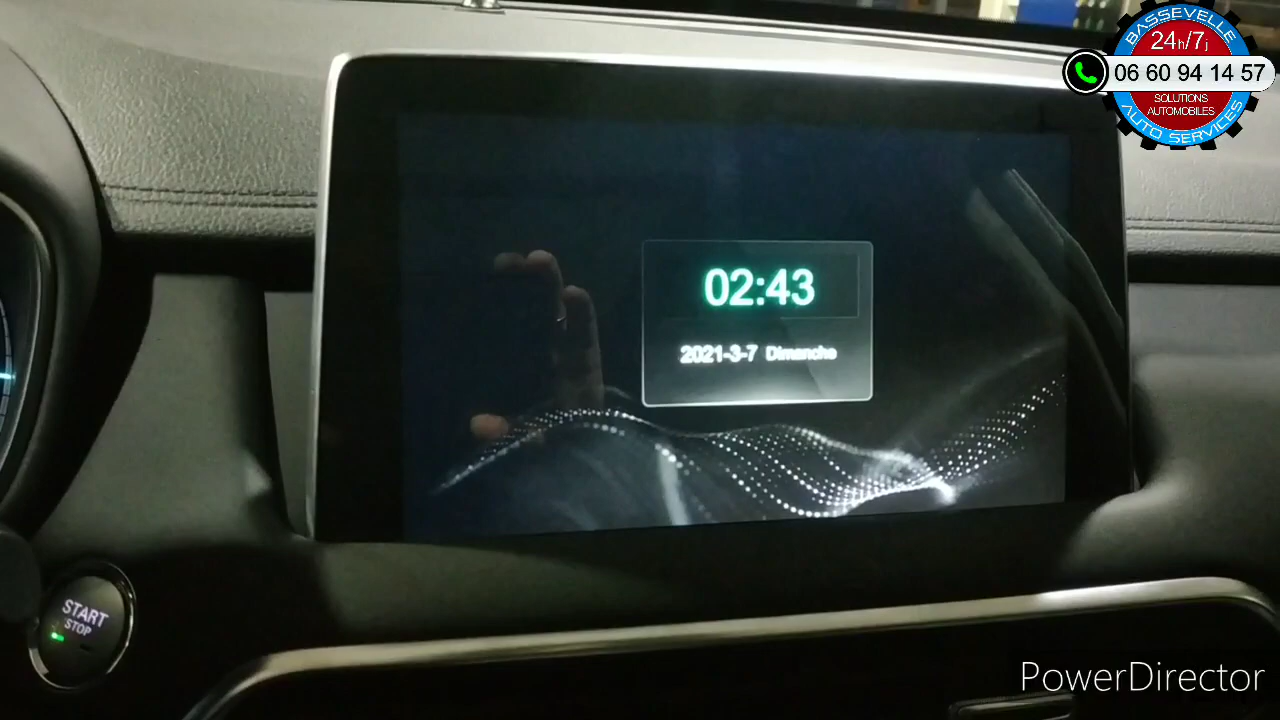 BASSEVELLE
24h/7j
06 60 94 14 57
SOLUTIONS
AUTOMOBILES
AUTO SERVICES
02:43
2021-3-7 Dimanche
START
STOP
PowerDirector